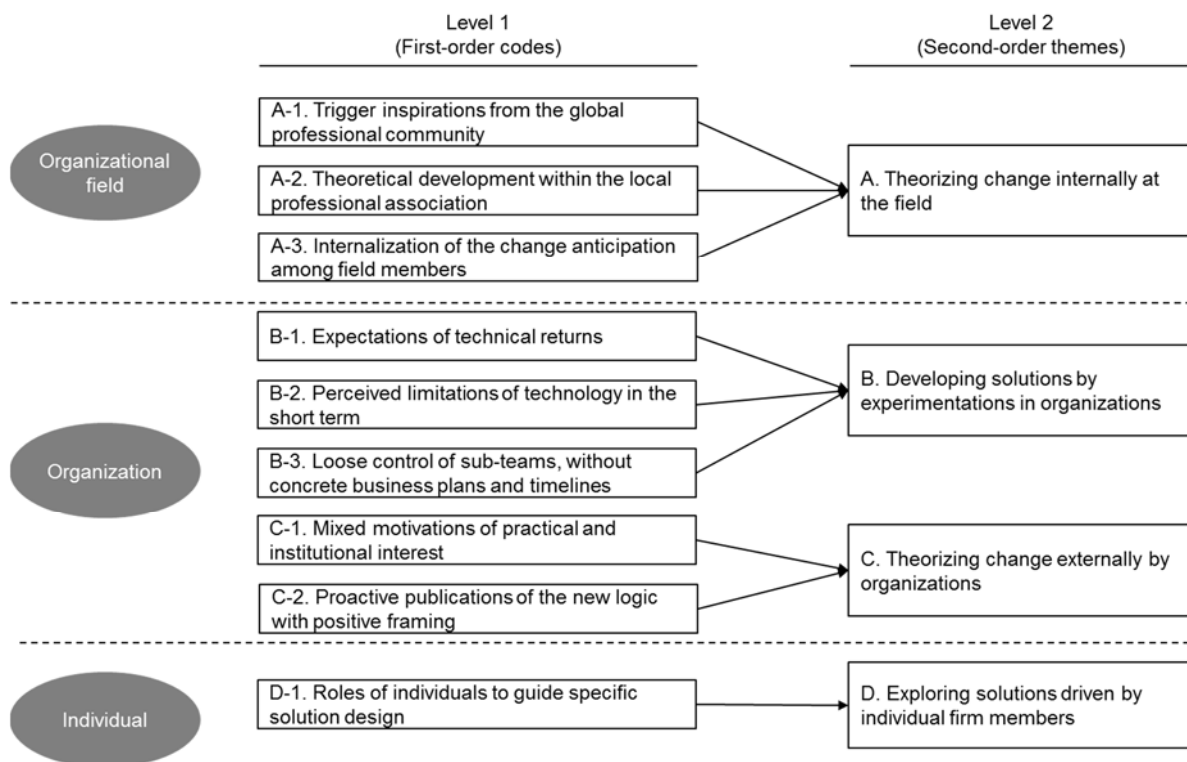 Level 1
(First-order codes)
Level 2
(Second-order themes)
Organizational
field
A-1. Trigger inspirations from the global
professional community
A-2. Theoretical development within the local
professional association
A-3. Internalization of the change anticipation
among field members
A. Theorizing change internally at
the field
Organization
B-1. Expectations of technical returns
B-2. Perceived limitations of technology in the
short term
B-3. Loose control of sub-teams, without
concrete business plans and timelines
B. Developing solutions by
experimentations in organizations
C-1. Mixed motivations of practical and
institutional interest
C-2. Proactive publications of the new logic
with positive framing
C. Theorizing change externally by
organizations
Individual
D-1. Roles of individuals to guide specific
solution design
D. Exploring solutions driven by
individual firm members